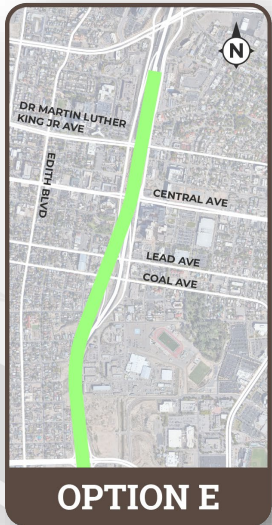 N
DR MARTIN LUTHER
KING JR AVE
EDITH BLVD
CENTRAL AVE
LEAD AVE
COAL AVE
OPTION E